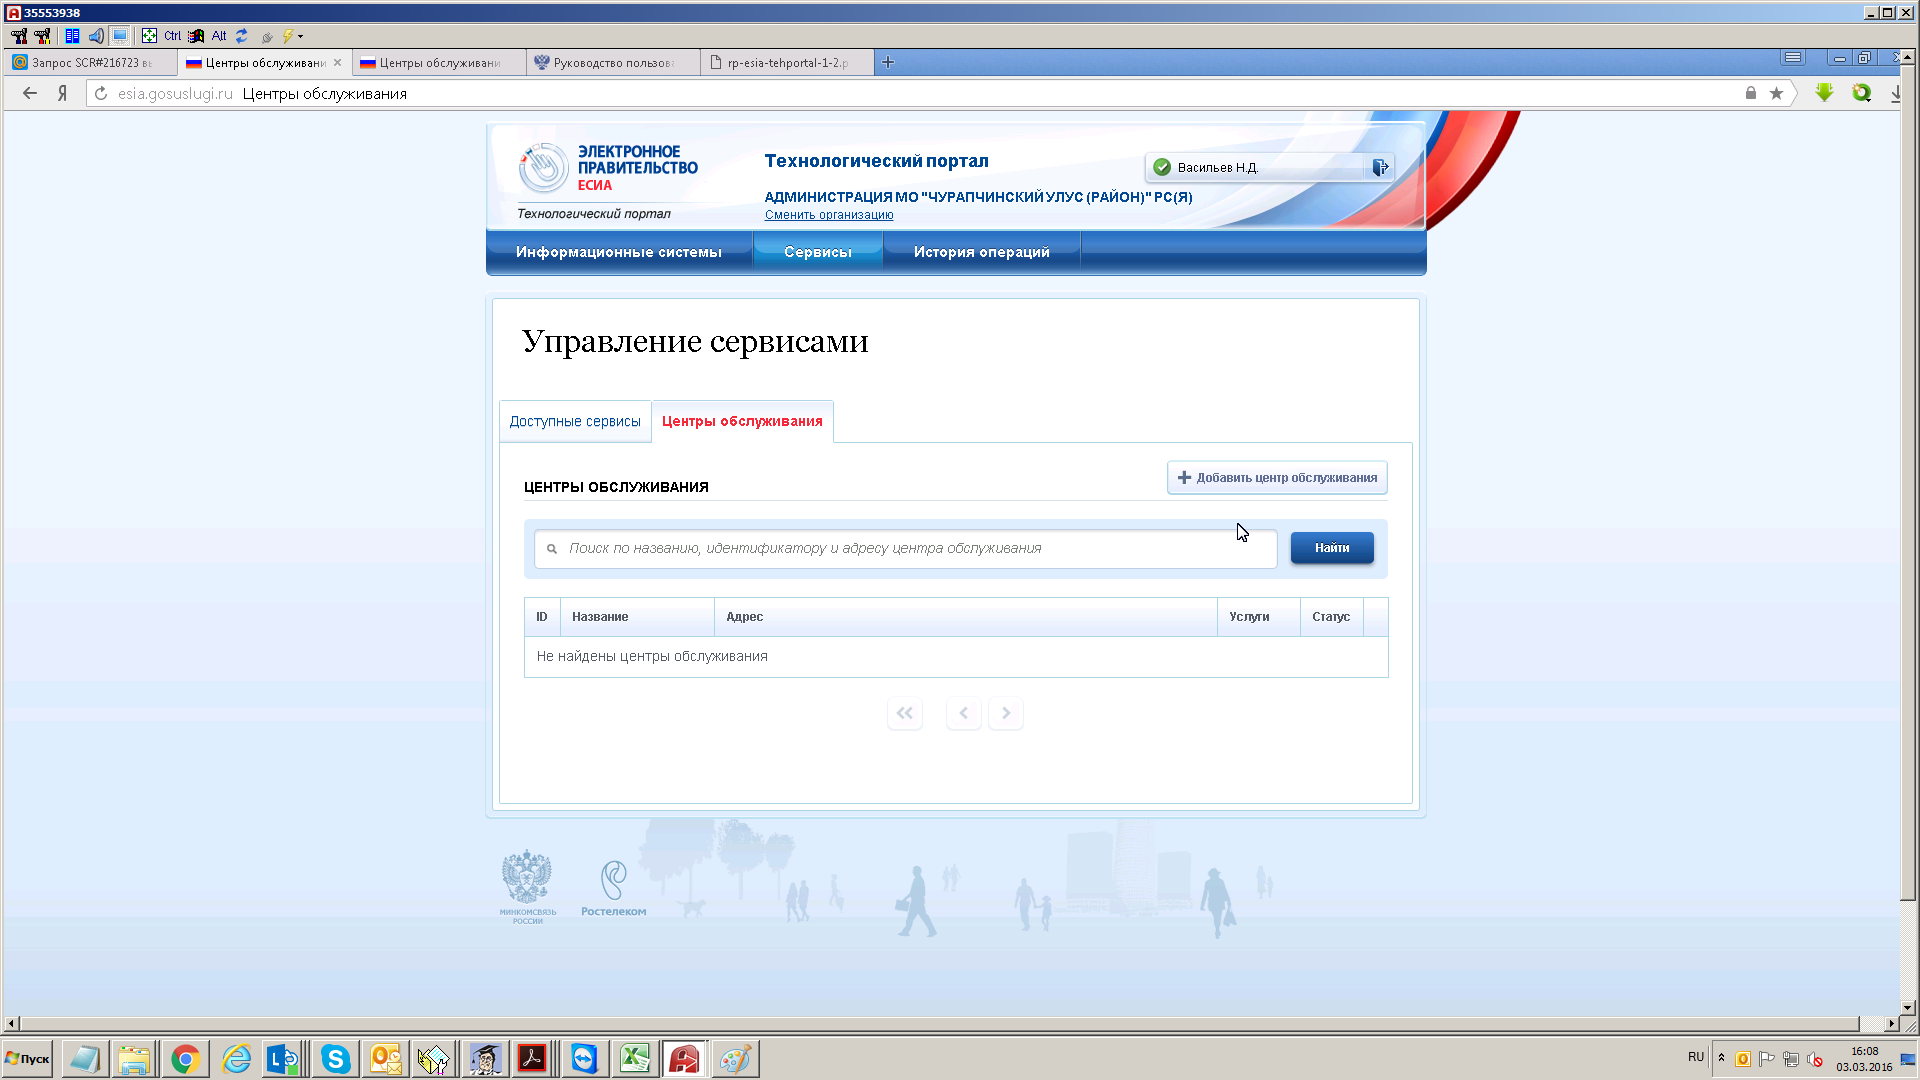 35553938
Ctrl Alt
Запрос SCR#216723 вы
Центры обслуживани
Центры обслуживани
Руководство пользова
rp-esia-tehportal-1-2.p
esia.gosuslugi.ru Центры обслуживания
ЭЛЕКТРОННОЕ
ПРАВИТЕЛЬСТВО
ЕСИА
Технологический портал
Технологический портал
АДМИНИСТРАЦИЯ МО "ЧУРАПЧИНСКИЙ УЛУС (РАЙОН)" РС(Я)
Сменить организацию
Васильев Н.Д.
Информационные системы
Сервисы
История операций
Управление сервисами
Доступные сервисы
Центры обслуживания
ЦЕНТРЫ ОБСЛУЖИВАНИЯ
Добавить центр обслуживания
Поиск по названию, идентификатору и адресу центра обслуживания
Найти
ID Название Адрес Услуги Статус
Не найдены центры обслуживания
МИНКОМСВЯЗЬ
РОССИИ
Ростелеком
Пуск
RU
16:08
03.03.2016